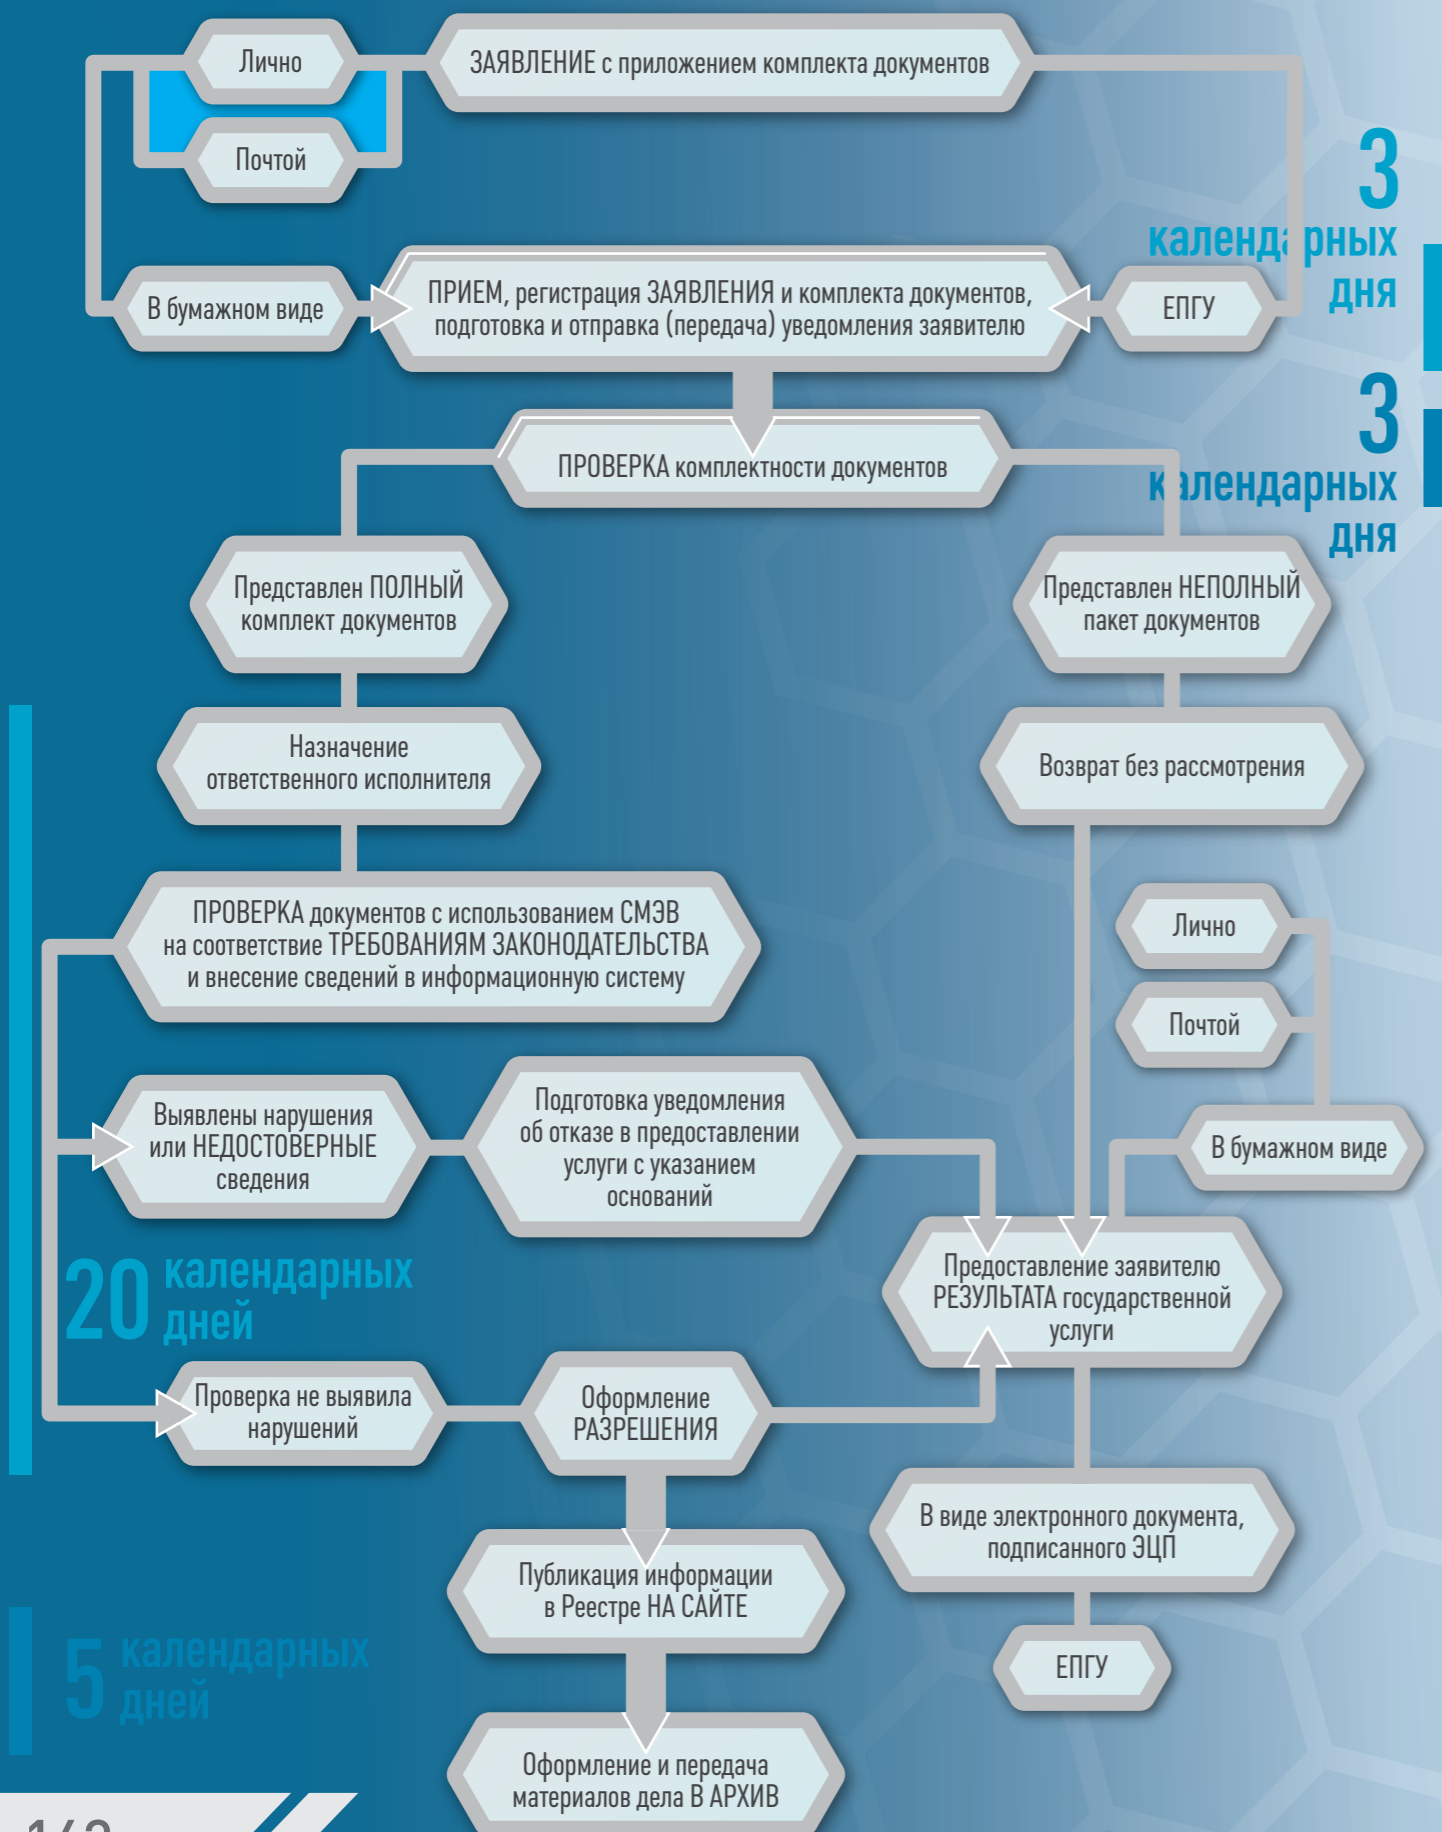 Лично
ЗАЯВЛЕНИЕ с приложением комплекта документов
Почтой
3
календарных
дня
В бумажном виде
ПРИЕМ, регистрация ЗАЯВЛЕНИЯ и комплекта документов,
подготовка и отправка (передача) уведомления заявителю
ЕПГУ
3
календарных
дня
ПРОВЕРКА комплектности документов
Представлен ПОЛНЫЙ
комплект документов
Представлен НЕПОЛНЫЙ
пакет документов
Назначение
ответственного исполнителя
Возврат без рассмотрения
ПРОВЕРКА документов с использованием СМЭВ
на соответствие ТРЕБОВАНИЯМ ЗАКОНОДАТЕЛЬСТВА
и внесение сведений в информационную систему
Лично
Почтой
В бумажном виде
Выявлены нарушения
или НЕДОСТОВЕРНЫЕ
сведения
Подготовка уведомления
об отказе в предоставлении
услуги с указанием
оснований
Предоставление заявителю
РЕЗУЛЬТАТА государственной
услуги
20 календарных
дней
Проверка не выявила
нарушений
Оформление
РАЗРЕШЕНИЯ
В виде электронного документа,
подписанного ЭЦП
Публикация информации
в Реестре НА САЙТЕ
ЕПГУ
5 календарных
дней
Оформление и передача
материалов дела В АРХИВ